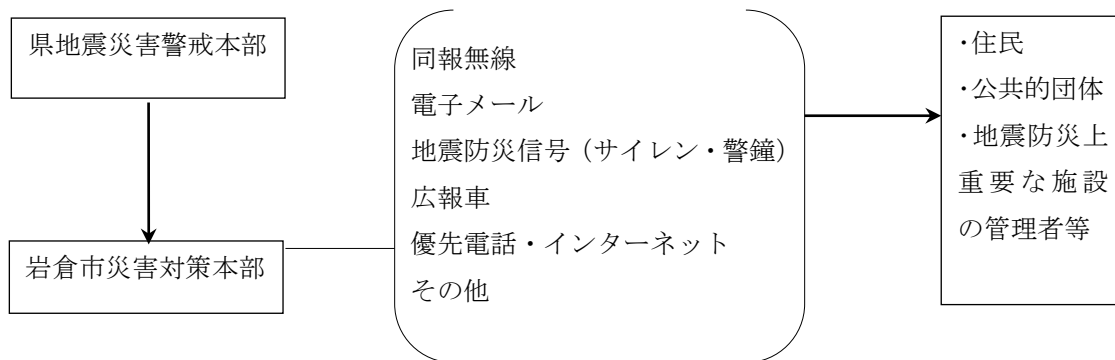 県地震災害警戒本部
岩倉市災害対策本部
同報無線
電子メール
地震防災信号（サイレン・警鐘）
広報車
優先電話・インターネット
その他
・住民
・公共的団体
・地震防災上
重要な施設
の管理者等